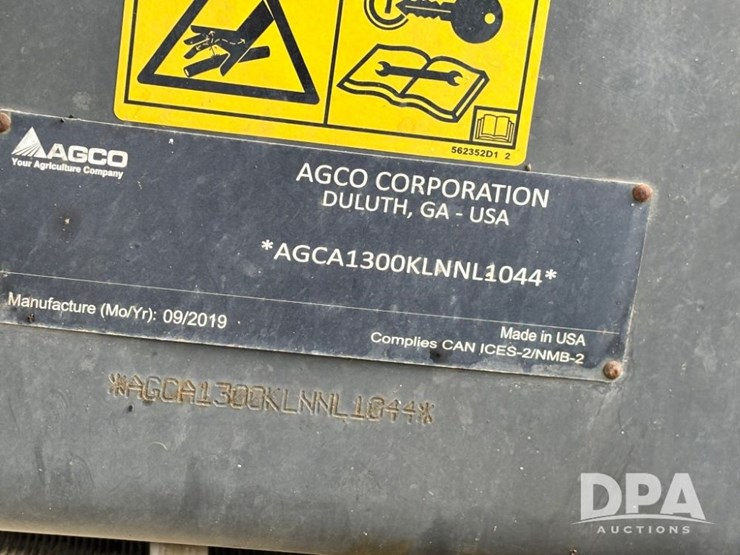 562352D1 2
AGCO
Your Agriculture Company
AGCO CORPORATION
DULUTH, GA - USA
*AGCA1300KLNNL1044*
Manufacture (Mo/Yr): 09/2019
Made in USA
Complies CAN ICES-2/NMB-2
*AGCA1300KLNNL1044*
DPA
AUCTIONS